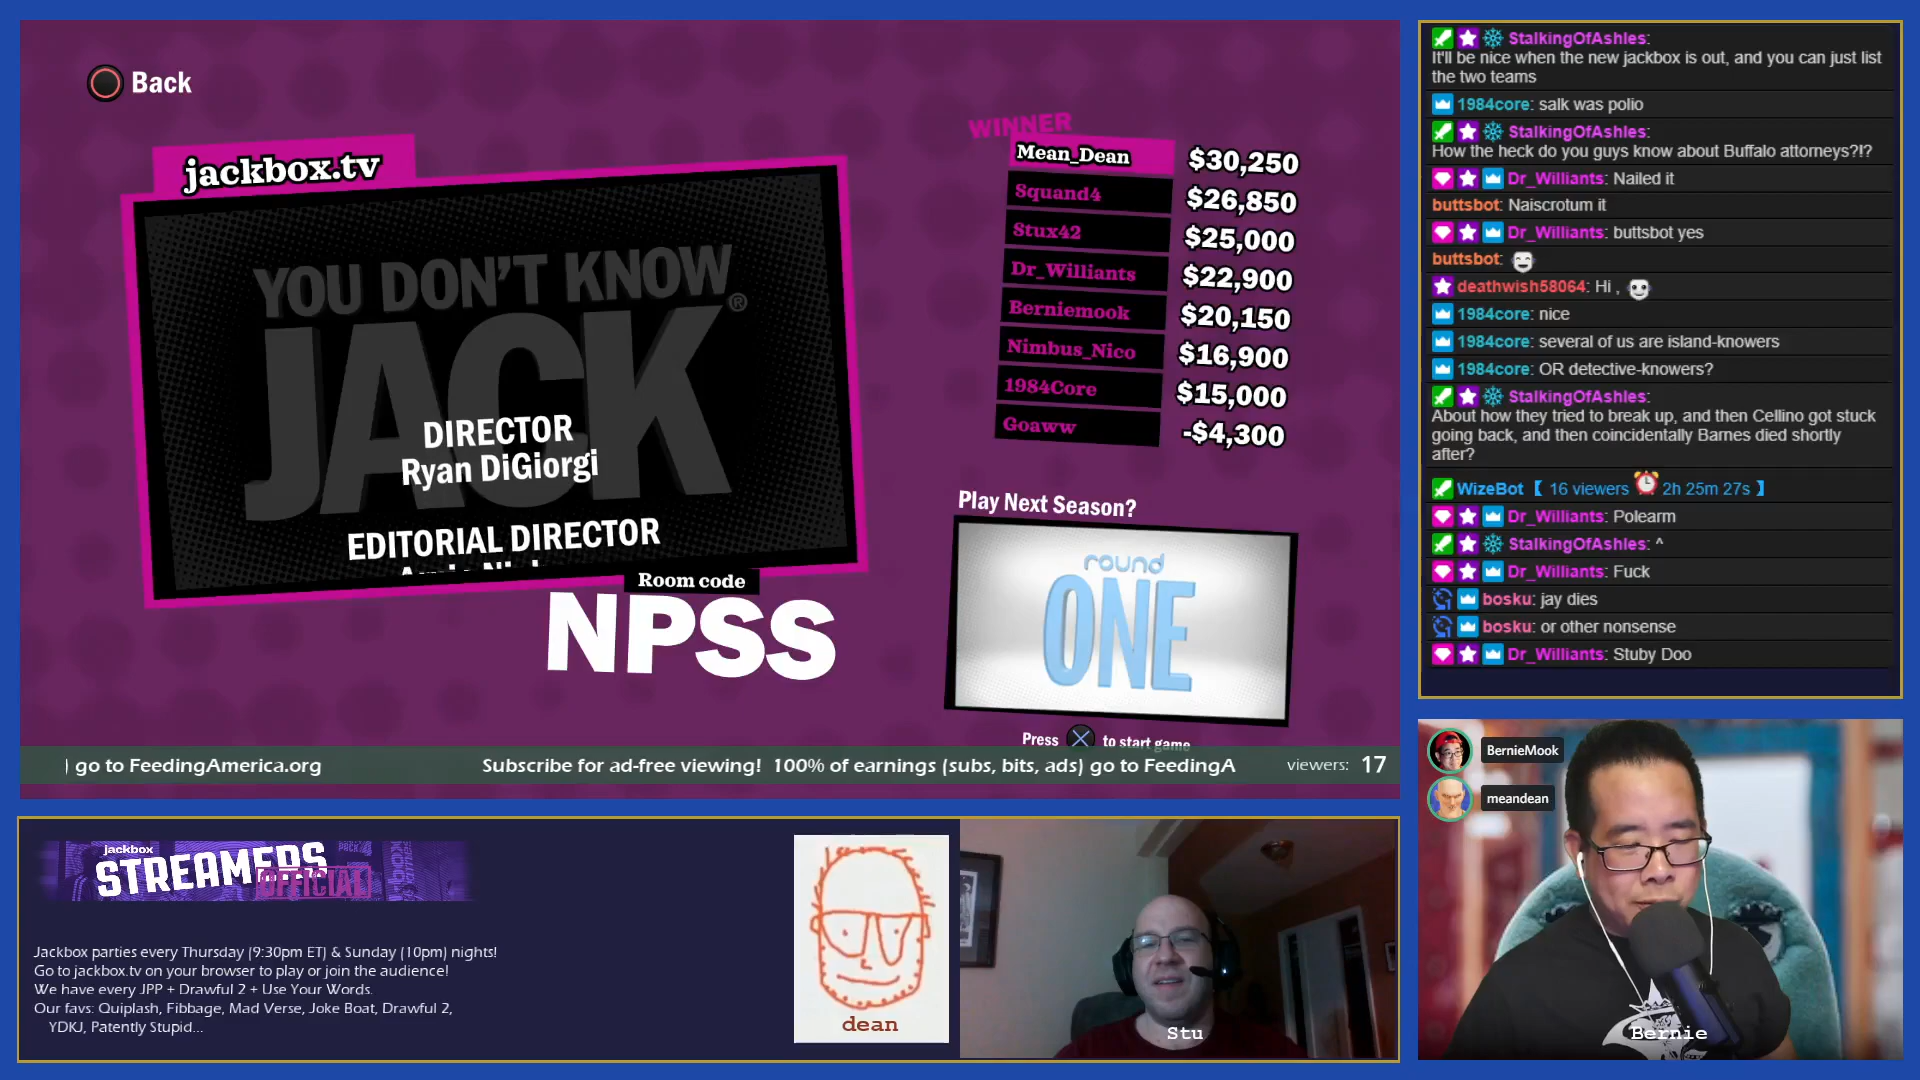 Back
jackbox.tv
YOU DON'T KNOW
JACK®
DIRECTOR
Ryan DiGiorgi
EDITORIAL DIRECTOR
Room code
NPSS
WINNER
Mean_Dean $30,250
Squand4 $26,850
Stux42 $25,000
Dr_Williants $22,900
Berniemook $20,150
Nimbus_Nico $16,900
1984Core $15,000
Goaww -$4,300
Play Next Season?
round
ONE
Press to start game
) go to FeedingAmerica.org Subscribe for ad-free viewing! 100% of earnings (subs, bits, ads) go to FeedingA viewers: 17
StalkingOfAshles:
It'll be nice when the new jackbox is out, and you can just list
the two teams
1984core: salk was polio
StalkingOfAshles:
How the heck do you guys know about Buffalo attorneys?!?
Dr_Williants: Nailed it
buttsbot: Naiscrotum it
Dr_Williants: buttsbot yes
buttsbot:
deathwish58064: Hi ,
1984core: nice
1984core: several of us are island-knowers
1984core: OR detective-knowers?
StalkingOfAshles:
About how they tried to break up, and then Cellino got stuck
going back, and then coincidentally Barnes died shortly
after?
WizeBot 【 16 viewers 2h 25m 27s 】
Dr_Williants: Polearm
StalkingOfAshles: ^
Dr_Williants: Fuck
bosku: jay dies
bosku: or other nonsense
Dr_Williants: Stuby Doo
BernieMook
meandean
Bernie
jackbox
STREAMERS
OFFICIAL
Jackbox parties every Thursday (9:30pm ET) & Sunday (10pm) nights!
Go to jackbox.tv on your browser to play or join the audience!
We have every JPP + Drawful 2 + Use Your Words.
Our favs: Quiplash, Fibbage, Mad Verse, Joke Boat, Drawful 2,
YDKJ, Patently Stupid...
dean
Stu